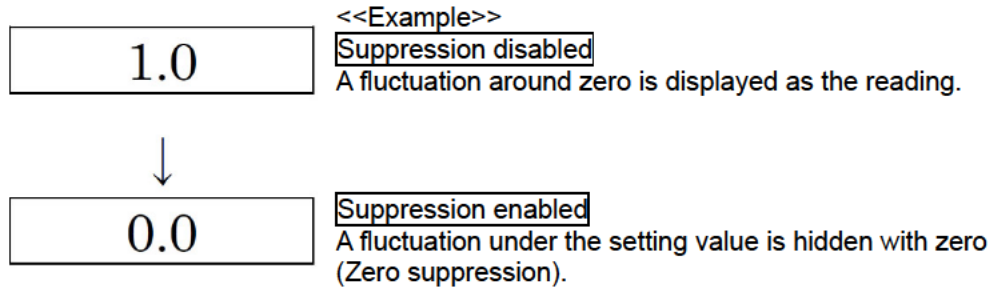 <<Example>>
1.0
Suppression disabled
A fluctuation around zero is displayed as the reading.
↓
0.0
Suppression enabled
A fluctuation under the setting value is hidden with zero
(Zero suppression).